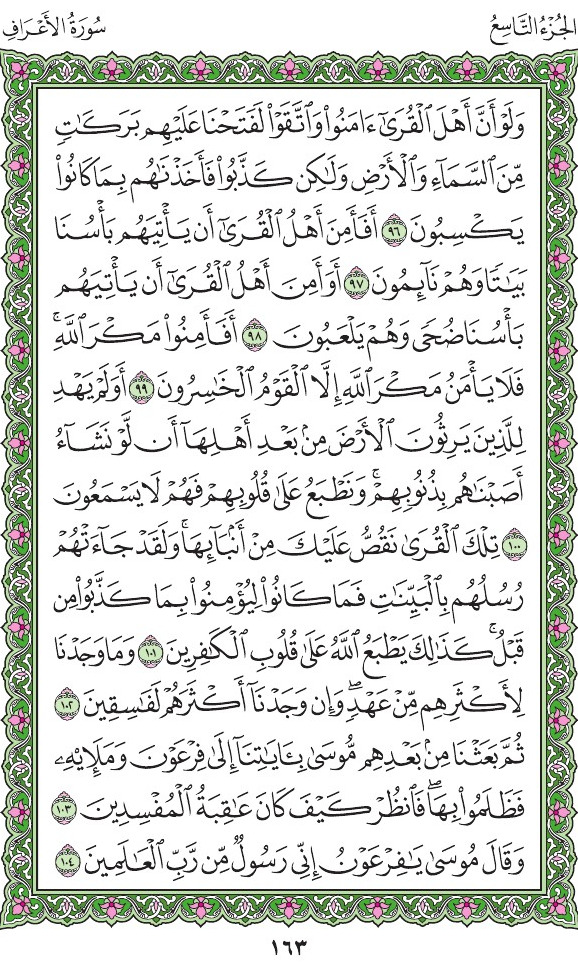 الجُزْءُ التَّاسِعُ
سُورَةُ الأَعْرَافِ
وَلَوْ أَنَّ أَهْلَ ٱلْقُرَىٰٓ ءَامَنُوا۟ وَٱتَّقَوْا۟ لَفَتَحْنَا عَلَيْهِم بَرَكَٰتٍ
مِّنَ ٱلسَّمَآءِ وَٱلْأَرْضِ وَلَٰكِن كَذَّبُوا۟ فَأَخَذْنَٰهُم بِمَا كَانُوا۟
يَكْسِبُونَ ٩٦ أَفَأَمِنَ أَهْلُ ٱلْقُرَىٰٓ أَن يَأْتِيَهُم بَأْسُنَا
بَيَٰتًا وَهُمْ نَآئِمُونَ ٩٧ أَوَأَمِنَ أَهْلُ ٱلْقُرَىٰٓ أَن يَأْتِيَهُم
بَأْسُنَا ضُحًى وَهُمْ يَلْعَبُونَ ٩٨ أَفَأَمِنُوا۟ مَكْرَ ٱللَّهِ ۚ
فَلَا يَأْمَنُ مَكْرَ ٱللَّهِ إِلَّا ٱلْقَوْمُ ٱلْخَٰسِرُونَ ٩٩ أَوَلَمْ يَهْدِ
لِلَّذِينَ يَرِثُونَ ٱلْأَرْضَ مِنۢ بَعْدِ أَهْلِهَآ أَن لَّوْ نَشَآءُ
أَصَبْنَٰهُم بِذُنُوبِهِمْ ۚ وَنَطْبَعُ عَلَىٰ قُلُوبِهِمْ فَهُمْ لَا يَسْمَعُونَ
١٠٠ تِلْكَ ٱلْقُرَىٰ نَقُصُّ عَلَيْكَ مِنْ أَنۢبَآئِهَا ۚ وَلَقَدْ جَآءَتْهُمْ
رُسُلُهُم بِٱلْبَيِّنَٰتِ فَمَا كَانُوا۟ لِيُؤْمِنُوا۟ بِمَا كَذَّبُوا۟ مِن
قَبْلُ ۚ كَذَٰلِكَ يَطْبَعُ ٱللَّهُ عَلَىٰ قُلُوبِ ٱلْكَٰفِرِينَ ١٠١ وَمَا وَجَدْنَا
لِأَكْثَرِهِم مِّنْ عَهْدٍ ۖ وَإِن وَجَدْنَآ أَكْثَرَهُمْ لَفَٰسِقِينَ ١٠٢
ثُمَّ بَعَثْنَا مِنۢ بَعْدِهِم مُّوسَىٰ بِـَٔايَٰتِنَآ إِلَىٰ فِرْعَوْنَ وَمَلَإِي۟هِۦ
فَظَلَمُوا۟ بِهَا ۖ فَٱنظُرْ كَيْفَ كَانَ عَٰقِبَةُ ٱلْمُفْسِدِينَ ١٠٣
وَقَالَ مُوسَىٰ يَٰفِرْعَوْنُ إِنِّى رَسُولٌ مِّن رَّبِّ ٱلْعَٰلَمِينَ ١٠٤
١٦٣